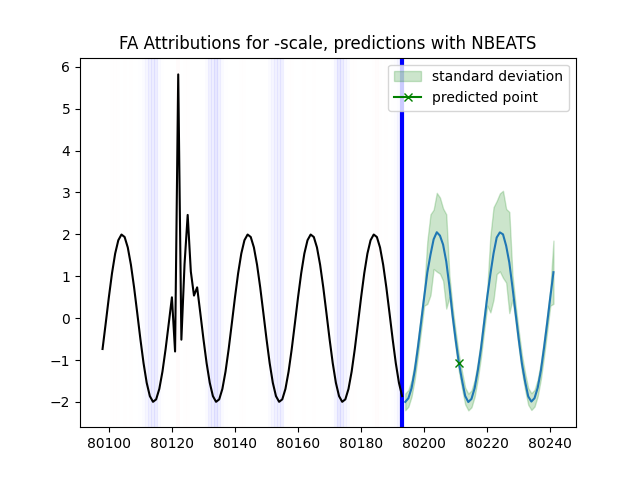 FA Attributions for -scale, predictions with NBEATS
standard deviation
predicted point
6
5
4
3
2
1
0
−1
−2
80100 80120 80140 80160 80180 80200 80220 80240